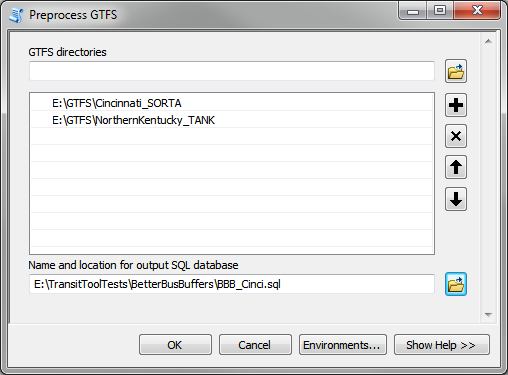 Preprocess GTFS
GTFS directories
E:\GTFS\Cincinnati_SORTA
E:\GTFS\NorthernKentucky_TANK
Name and location for output SQL database
E:\TransitToolTests\BetterBusBuffers\BBB_Cinci.sql
OK Cancel Environments... Show Help >>